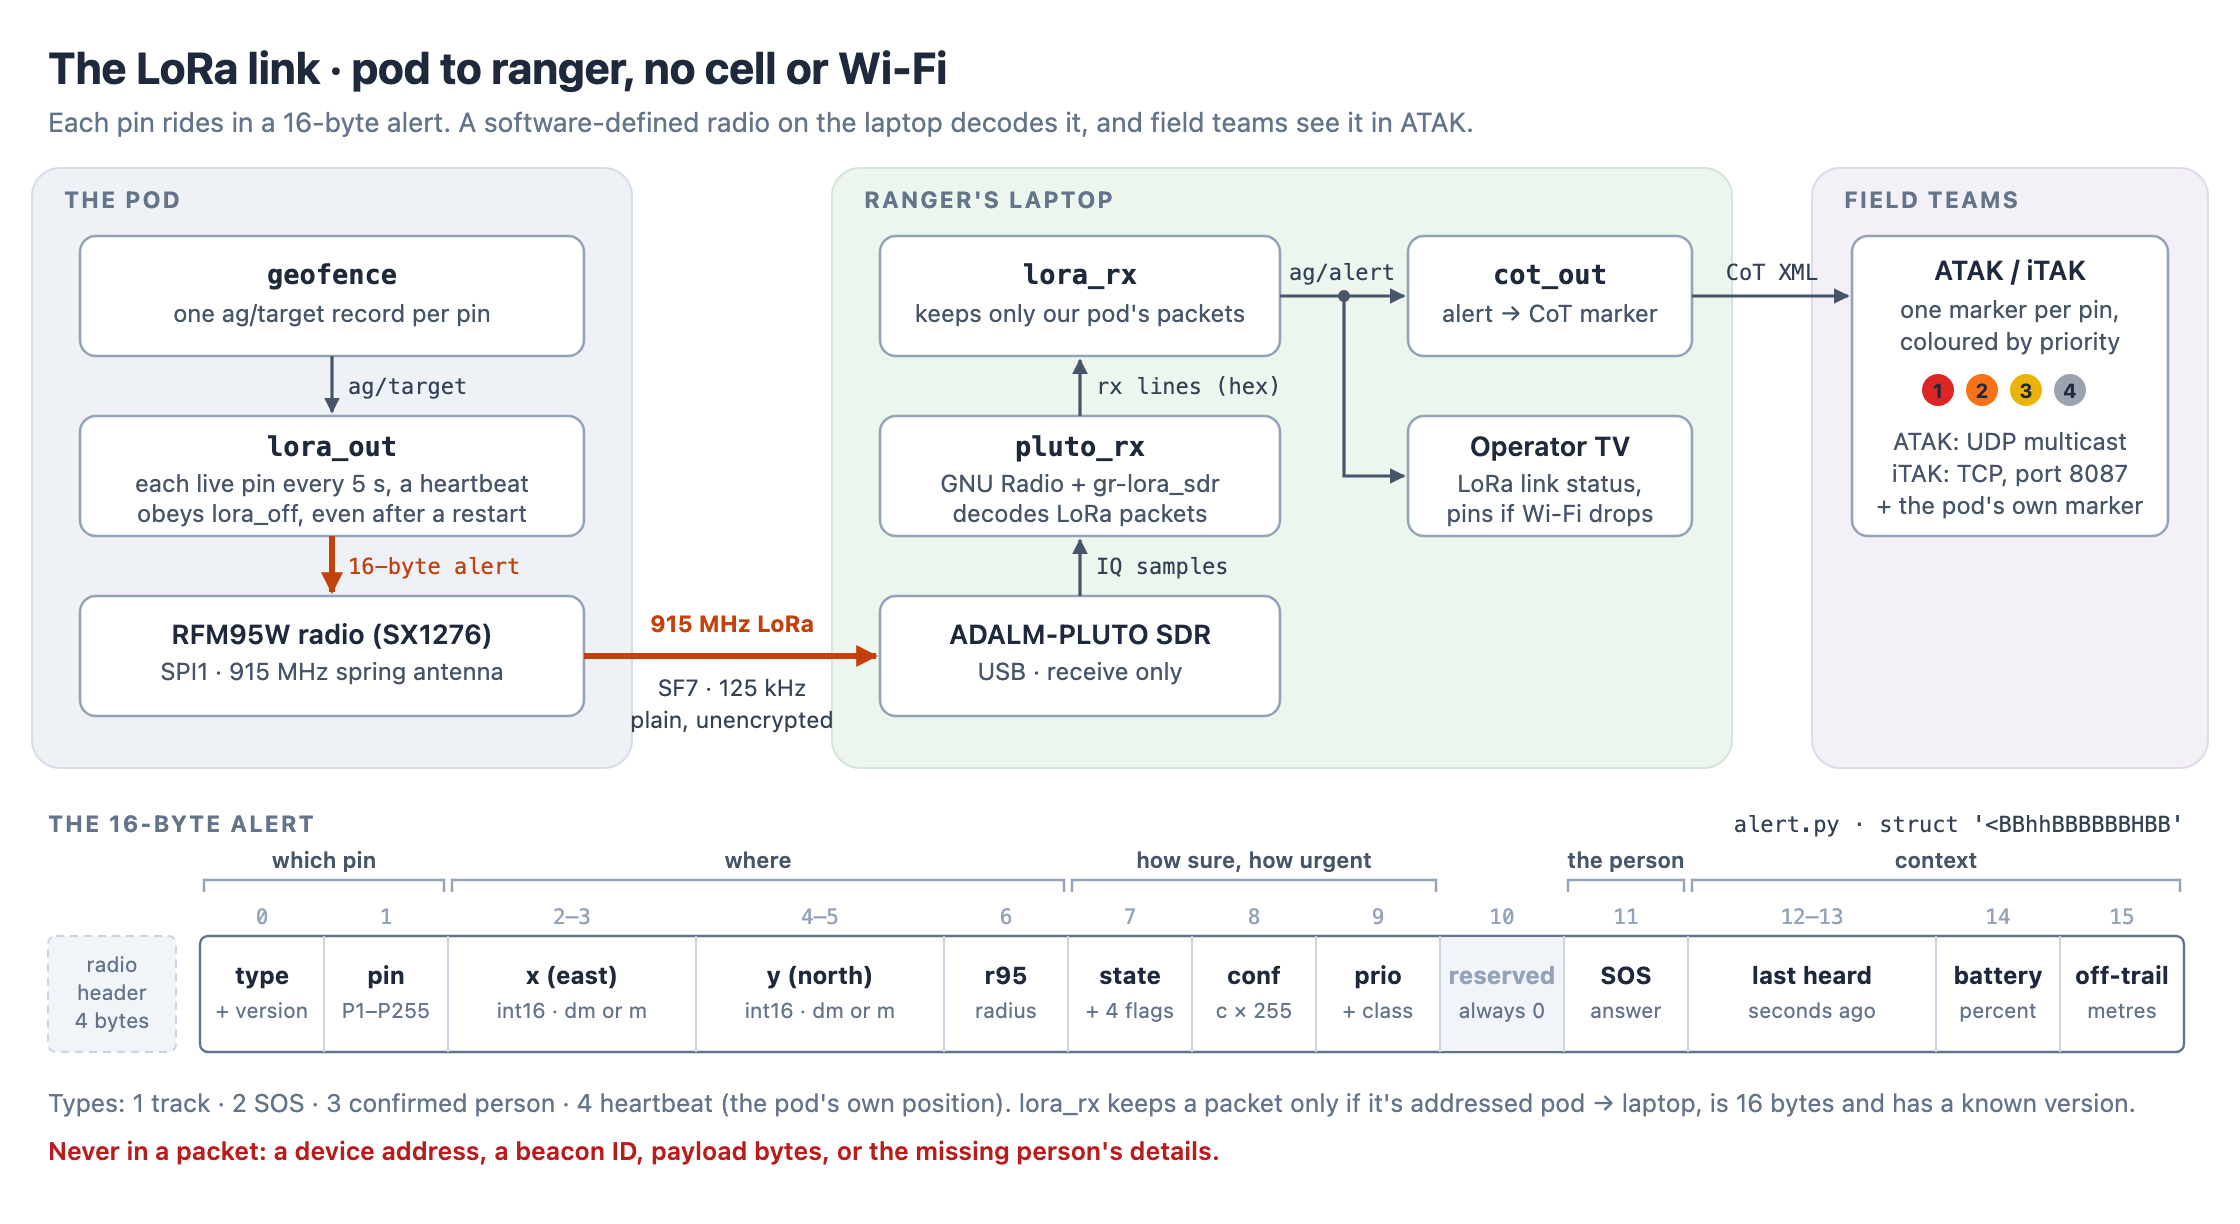 The LoRa link · pod to ranger, no cell or Wi-Fi
Each pin rides in a 16-byte alert. A software-defined radio on the laptop decodes it, and field teams see it in ATAK.
THE POD
geofence
one ag/target record per pin
ag/target
lora_out
each live pin every 5 s, a heartbeat
obeys lora_off, even after a restart
16-byte alert
RFM95W radio (SX1276)
SPI1 · 915 MHz spring antenna
915 MHz LoRa
SF7 · 125 kHz
plain, unencrypted
RANGER'S LAPTOP
lora_rx
keeps only our pod's packets
rx lines (hex)
pluto_rx
GNU Radio + gr-lora_sdr
decodes LoRa packets
IQ samples
ADALM-PLUTO SDR
USB · receive only
ag/alert
cot_out
alert → CoT marker
Operator TV
LoRa link status,
pins if Wi-Fi drops
CoT XML
FIELD TEAMS
ATAK / iTAK
one marker per pin,
coloured by priority
1 2 3 4
ATAK: UDP multicast
iTAK: TCP, port 8087
+ the pod's own marker
THE 16-BYTE ALERT
alert.py · struct '<BBhhBBBBBBHBB'
which pin where how sure, how urgent the person context
0 1 2–3 4–5 6 7 8 9 10 11 12–13 14 15
radio
header
4 bytes
type pin x (east) y (north) r95 state conf prio reserved SOS last heard battery off-trail
+ version P1–P255 int16 · dm or m int16 · dm or m radius + 4 flags c × 255 + class always 0 answer seconds ago percent metres
Types: 1 track · 2 SOS · 3 confirmed person · 4 heartbeat (the pod's own position). lora_rx keeps a packet only if it's addressed pod → laptop, is 16 bytes and has a known version.
Never in a packet: a device address, a beacon ID, payload bytes, or the missing person's details.